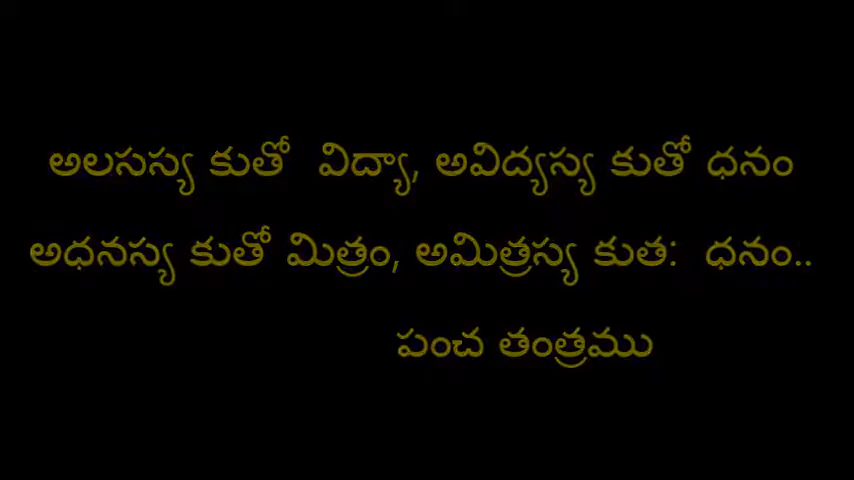 అలసస్య కుతో విద్యా, అవిద్యస్య కుతో ధనం
అధనస్య కుతో మిత్రం, అమిత్రస్య కుత: ధనం..
పంచ తంత్రము